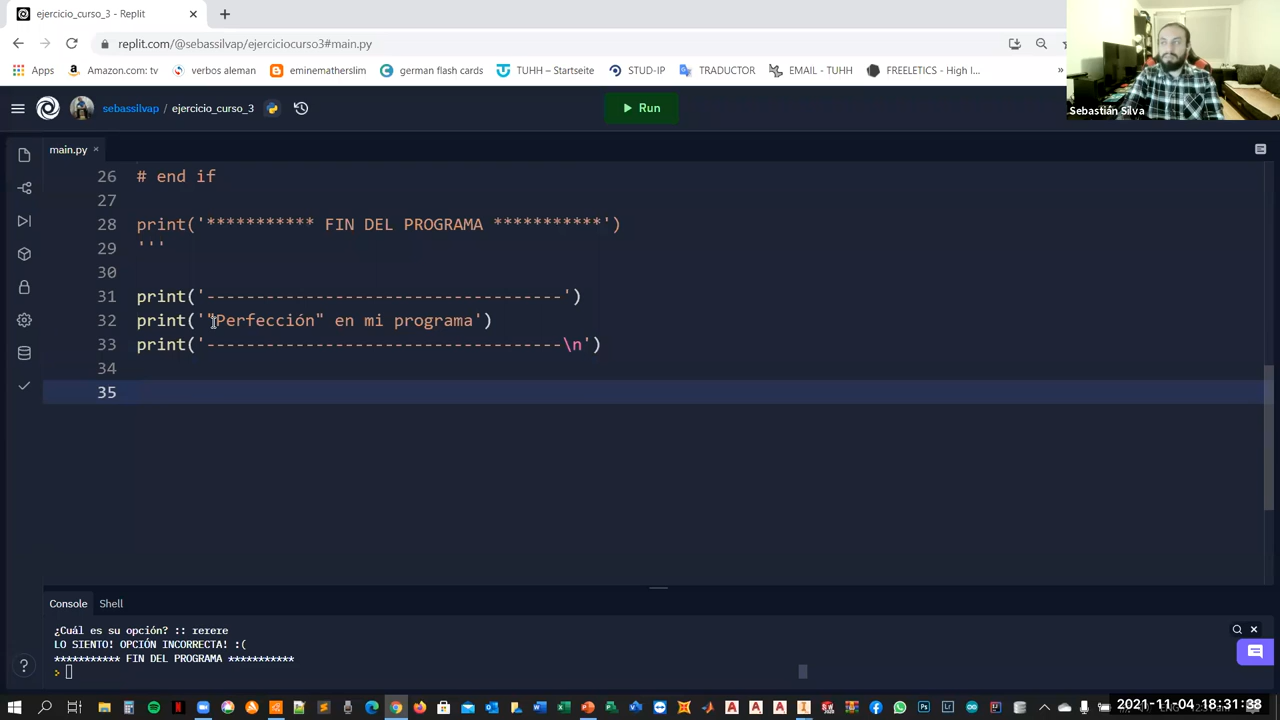 ejercicio_curso_3 - Replit
replit.com/@sebassilvap/ejerciciocurso3#main.py
Apps Amazon.com: tv verbos aleman eminematherslim german flash cards TUHH – Startseite STUD-IP TRADUCTOR EMAIL - TUHH FREELETICS - High I... »
Sebastián Silva
sebassilvap / ejercicio_curso_3 Run
main.py
26 # end if
27
28 print('*********** FIN DEL PROGRAMA ***********')
29 '''
30
31 print('------------------------------------')
32 print('"Perfección" en mi programa')
33 print('------------------------------------\n')
34
35
Console Shell
¿Cuál es su opción? :: rerere
LO SIENTO! OPCIÓN INCORRECTA! :(
*********** FIN DEL PROGRAMA ***********
>
2021-11-04 18:31:38